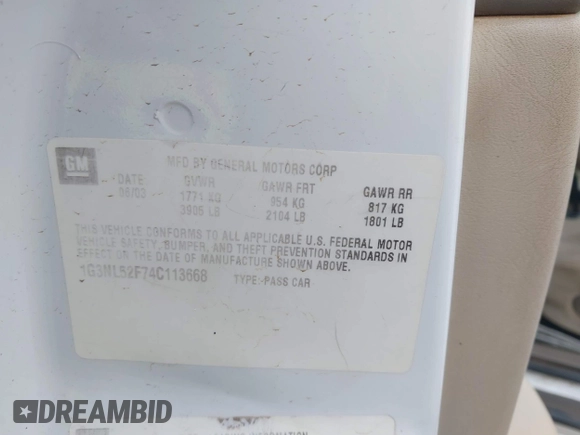 GM
MFD BY GENERAL MOTORS CORP
DATE GVWR GAWR FRT GAWR RR
1771 KG 954 KG 817 KG
3905 LB 2104 LB 1801 LB
THIS VEHICLE CONFORMS TO ALL APPLICABLE U.S. FEDERAL MOTOR
VEHICLE SAFETY, BUMPER, AND THEFT PREVENTION STANDARDS IN
EFFECT ON THE DATE OF MANUFACTURE SHOWN ABOVE.
1G3NL52F74C113668 TYPE:PASS CAR
INFORMATION
DREAMBID